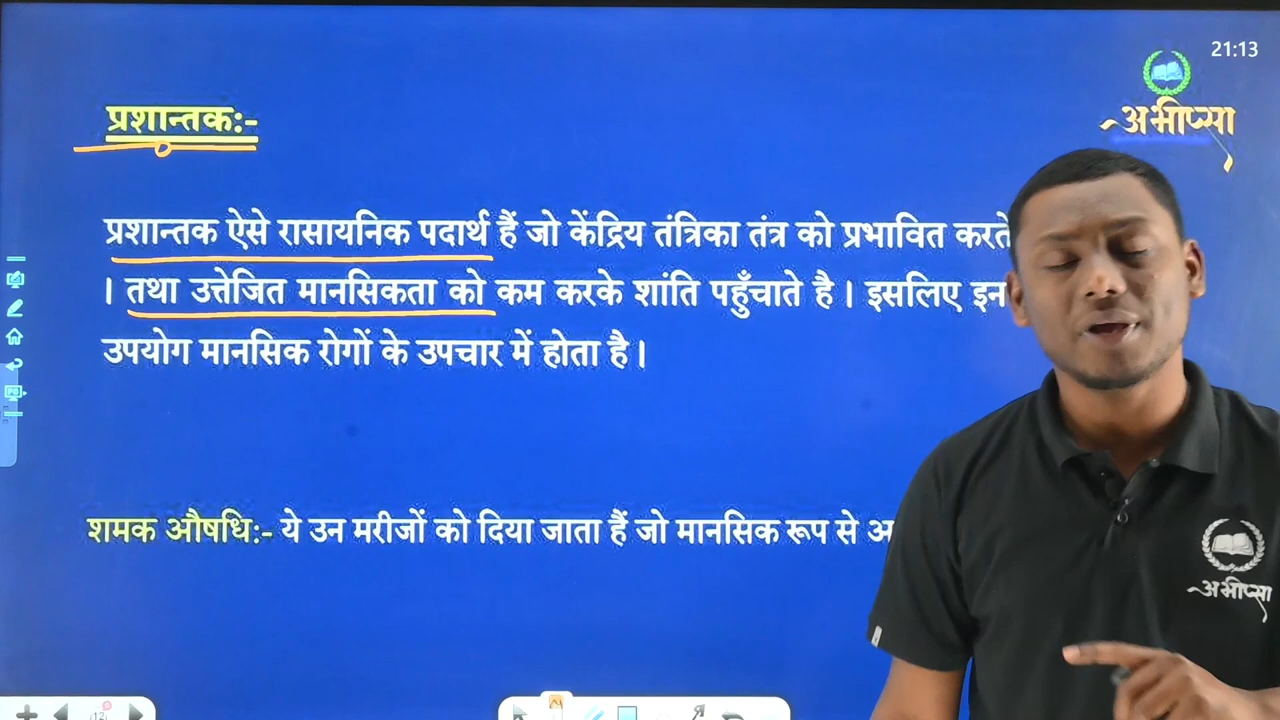 21:13
अभीप्सा
प्रशान्तक:-
प्रशान्तक ऐसे रासायनिक पदार्थ हैं जो केंद्रिय तंत्रिका तंत्र को प्रभावित करते
। तथा उत्तेजित मानसिकता को कम करके शांति पहुँचाते है । इसलिए इन
उपयोग मानसिक रोगों के उपचार में होता है ।
शमक औषधि:- ये उन मरीजों को दिया जाता हैं जो मानसिक रूप से
अभीप्सा